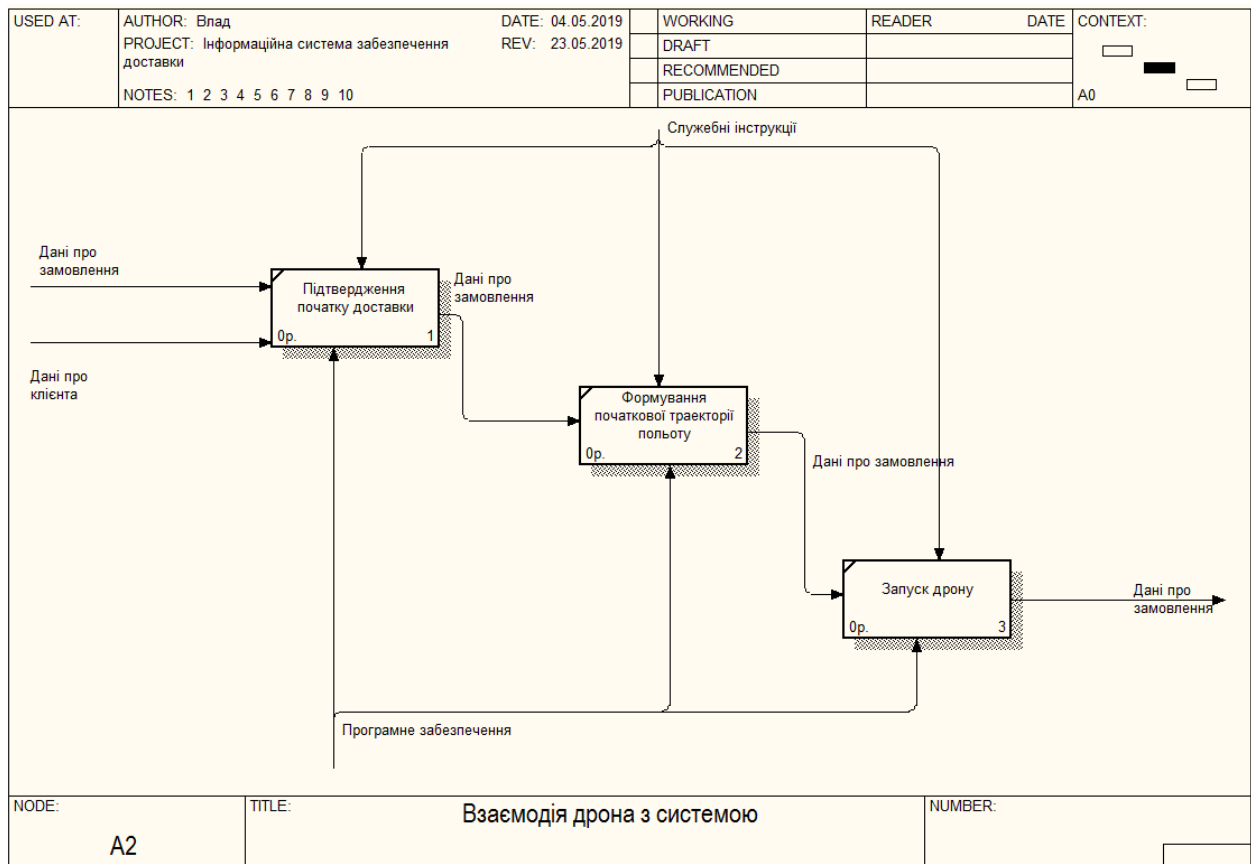 USED AT:
AUTHOR: Влад
DATE: 04.05.2019
PROJECT: Інформаційна система забезпечення
доставки
REV: 23.05.2019
NOTES: 1 2 3 4 5 6 7 8 9 10
WORKING
DRAFT
RECOMMENDED
PUBLICATION
READER
DATE
CONTEXT:
A0
Служебні інструкції
Дані про
замовлення
Дані про
клієнта
Підтвердження
початку доставки
0р.
1
Дані про
замовлення
Формування
початкової траекторії
польоту
0р.
2
Дані про замовлення
Запуск дрону
0р.
3
Дані про
замовлення
Програмне забезпечення
NODE:
A2
TITLE:
Взаємодія дрона з системою
NUMBER: